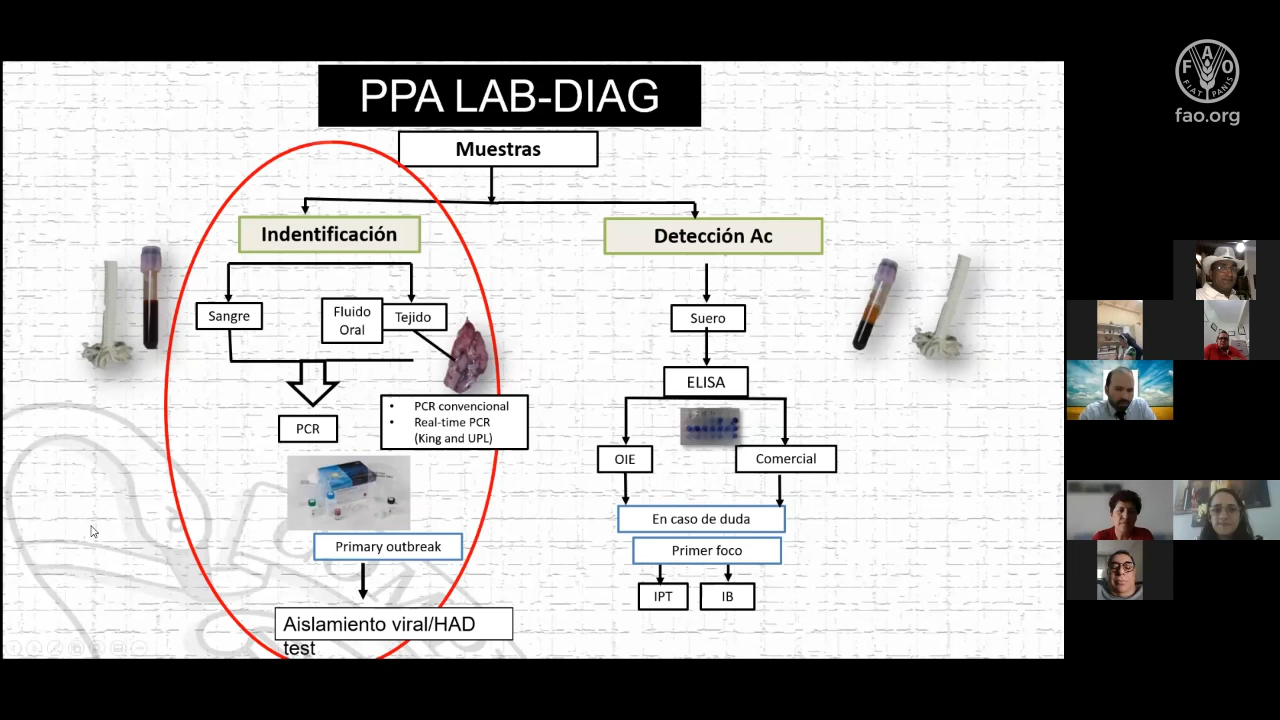 PPA LAB-DIAG
Muestras
Indentificación
Detección Ac
Sangre
Fluido
Oral
Tejido
Suero
PCR
• PCR convencional
• Real-time PCR
(King and UPL)
ELISA
OIE
Comercial
En caso de duda
Primer foco
IPT
IB
Primary outbreak
Aislamiento viral/HAD
test
F A O
FIAT PANIS
fao.org